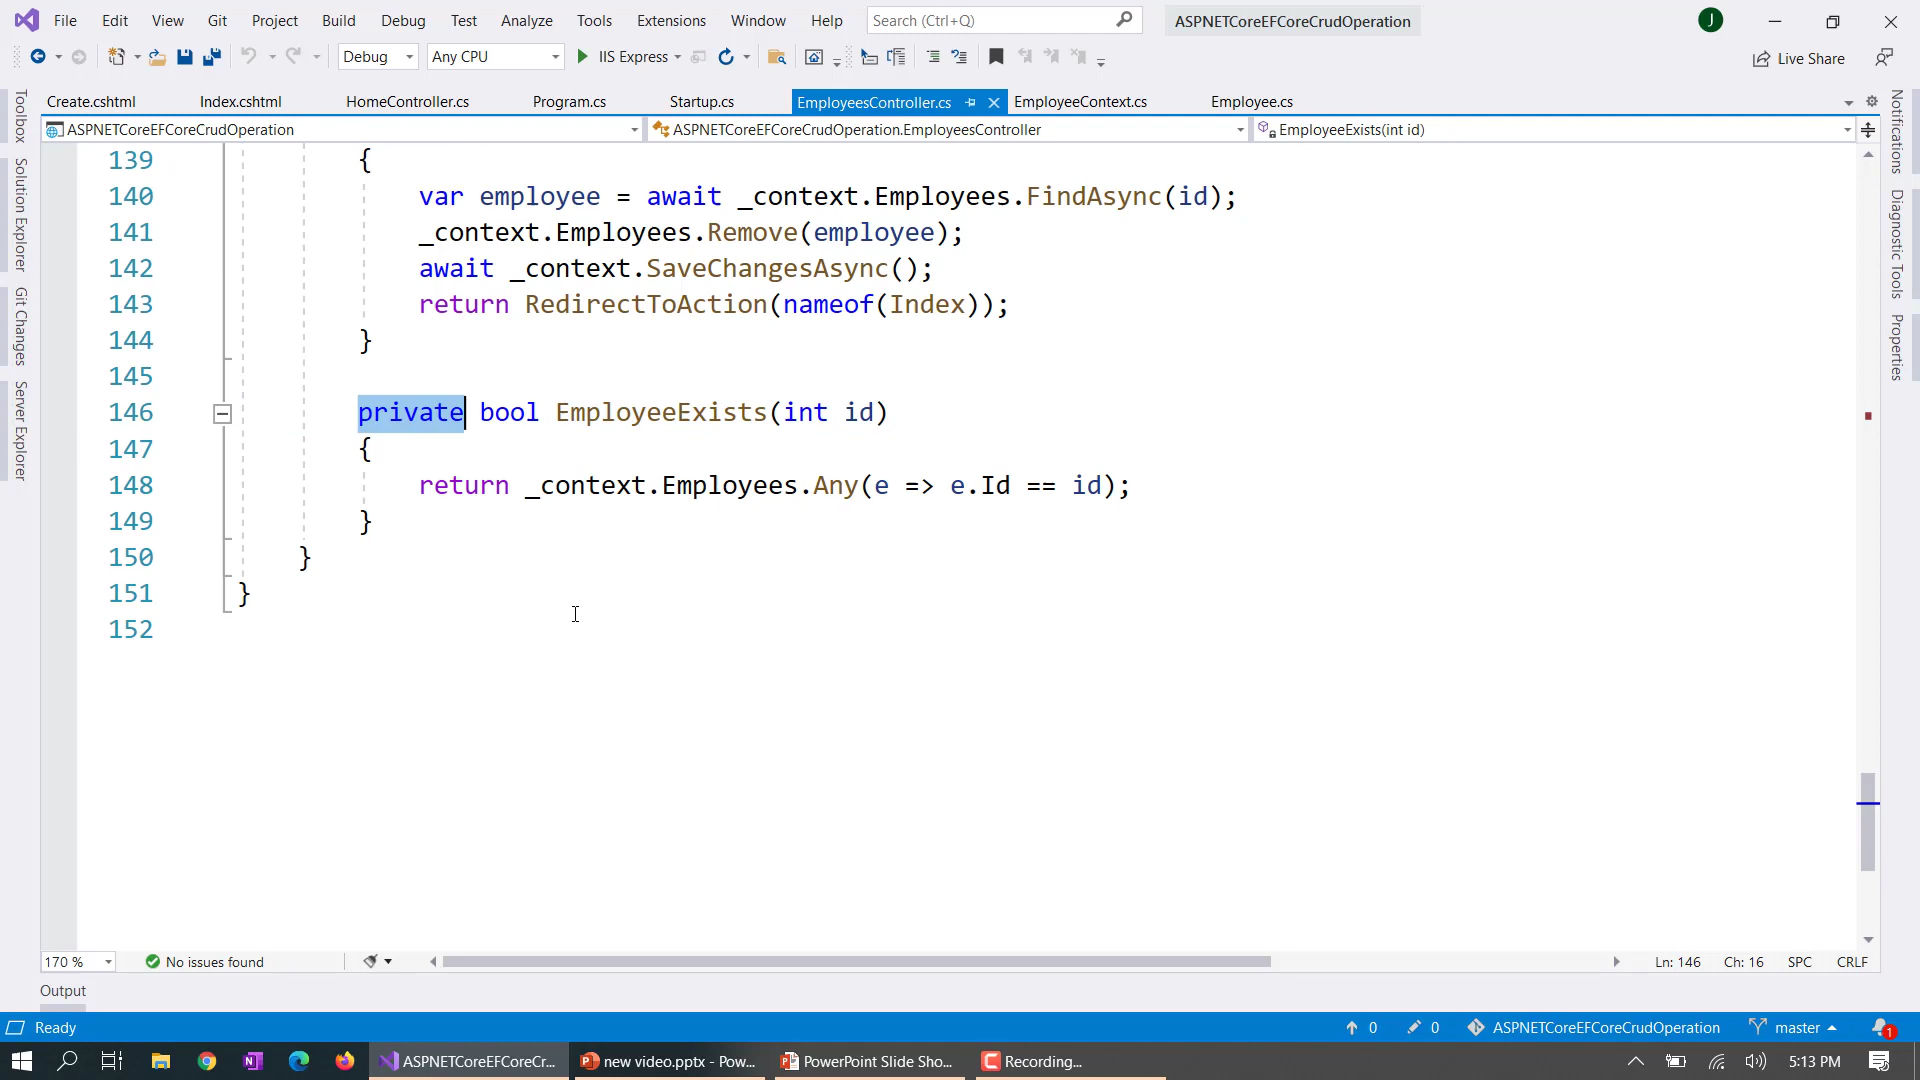 File Edit View Git Project Build Debug Test Analyze Tools Extensions Window Help Search (Ctrl+Q) ASPNETCoreEFCoreCrudOperation J
Debug Any CPU IIS Express Live Share
Create.cshtml Index.cshtml HomeController.cs Program.cs Startup.cs EmployeesController.cs EmployeeContext.cs Employee.cs
ASPNETCoreEFCoreCrudOperation ASPNETCoreEFCoreCrudOperation.EmployeesController EmployeeExists(int id)
Toolbox
Solution Explorer
Git Changes
Server Explorer
139 {
140 var employee = await _context.Employees.FindAsync(id);
141 _context.Employees.Remove(employee);
142 await _context.SaveChangesAsync();
143 return RedirectToAction(nameof(Index));
144 }
145
146 private bool EmployeeExists(int id)
147 {
148 return _context.Employees.Any(e => e.Id == id);
149 }
150 }
151 }
152
Notifications
Diagnostic Tools
Properties
170 % No issues found Ln: 146 Ch: 16 SPC CRLF
Output
Ready 0 0 ASPNETCoreEFCoreCrudOperation master 1
ASPNETCoreEFCoreCr... new video.pptx - Pow... PowerPoint Slide Sho... Recording... 5:13 PM